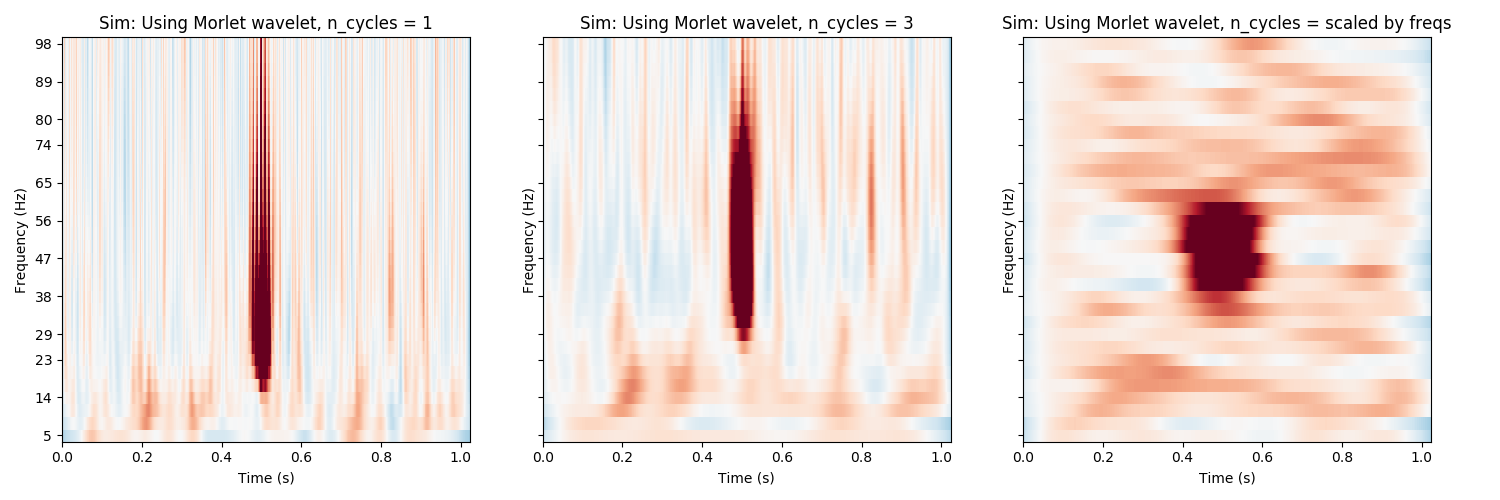 Sim: Using Morlet wavelet, n_cycles = 1
Sim: Using Morlet wavelet, n_cycles = 3
Sim: Using Morlet wavelet, n_cycles = scaled by freqs
98
89
80
74
65
56
47
38
29
23
14
5
Frequency (Hz)
Frequency (Hz)
Frequency (Hz)
0.0 0.2 0.4 0.6 0.8 1.0
0.0 0.2 0.4 0.6 0.8 1.0
0.0 0.2 0.4 0.6 0.8 1.0
Time (s)
Time (s)
Time (s)